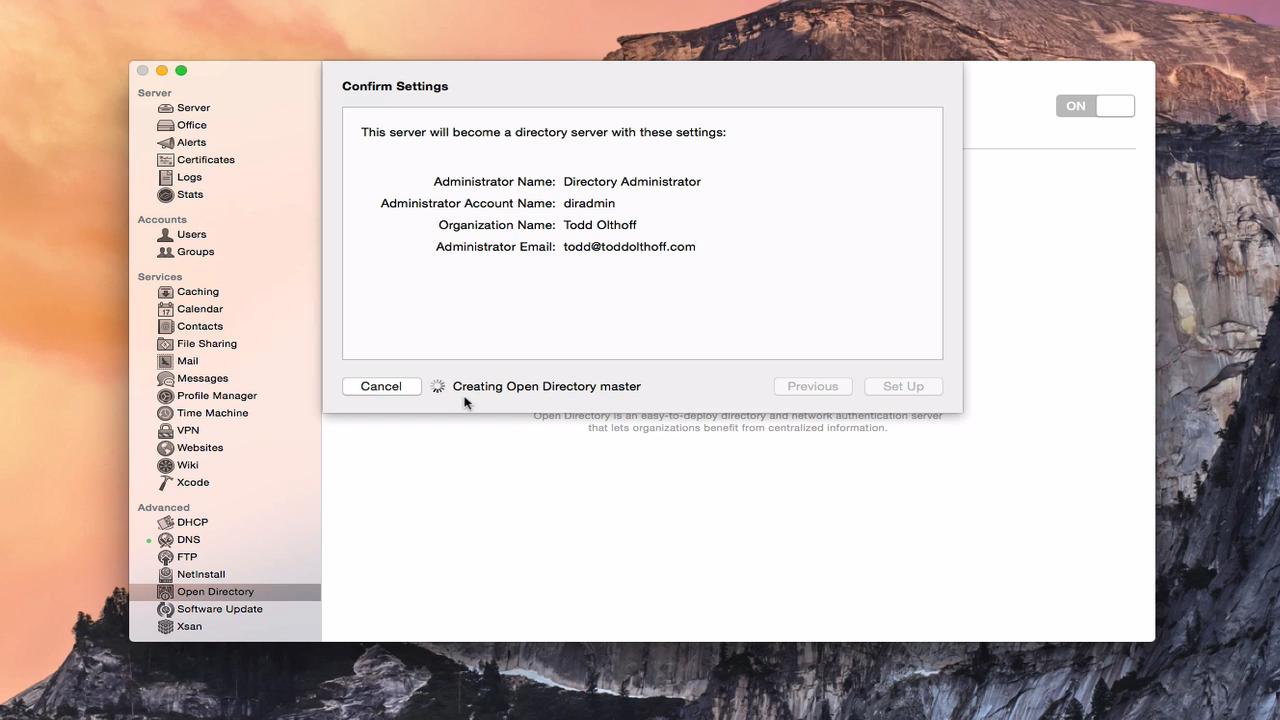 Server
Server
Office
Alerts
Certificates
Logs
Stats
Accounts
Users
Groups
Services
Caching
Calendar
17
Contacts
File Sharing
Mail
Messages
Profile Manager
Time Machine
VPN
Websites
Wiki
Xcode
Advanced
DHCP
DNS
FTP
NetInstall
Open Directory
Software Update
Xsan
Confirm Settings
This server will become a directory server with these settings:
Administrator Name: Directory Administrator
Administrator Account Name: diradmin
Organization Name: Todd Olthoff
Administrator Email: todd@toddolthoff.com
Cancel Creating Open Directory master Previous Set Up
ON
Open Directory is an easy-to-deploy directory and network authentication server
that lets organizations benefit from centralized information.